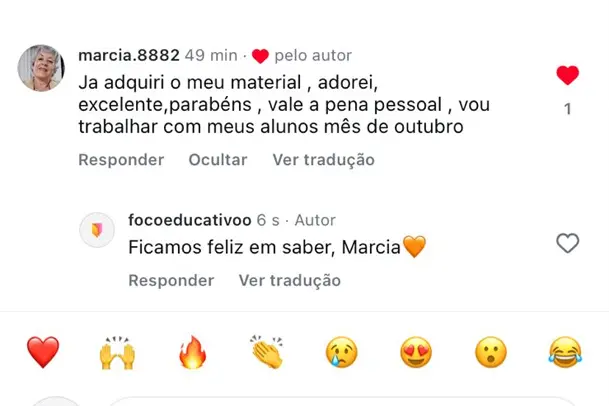 marcia.8882 49 min · ❤️ pelo autor
Ja adquiri o meu material , adorei,
excelente,parabéns , vale a pena pessoal , vou
trabalhar com meus alunos mês de outubro
1
Responder Ocultar Ver tradução
focoeducativoo 6 s · Autor
Ficamos feliz em saber, Marcia🧡
Responder Ver tradução